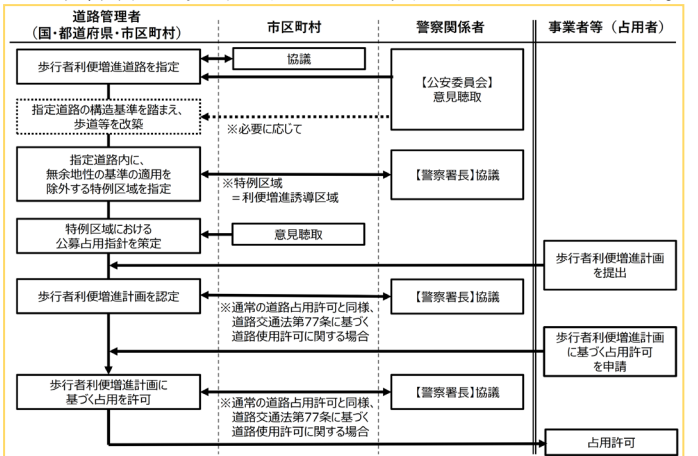 道路管理者
（国・都道府県・市区町村）
市区町村
警察関係者
事業者等（占用者）
歩行者利便増進道路を指定
協議
【公安委員会】
意見聴取
指定道路の構造基準を踏まえ、
歩道等を改築
※必要に応じて
指定道路内に、
無余地性の基準の適用を
除外する特例区域を指定
※特例区域
＝利便増進誘導区域
【警察署長】協議
特例区域における
公募占用指針を策定
意見聴取
歩行者利便増進計画
を提出
歩行者利便増進計画を認定
【警察署長】協議
※通常の道路占用許可と同様、
道路交通法第77条に基づく
道路使用許可に関する場合
歩行者利便増進計画
に基づく占用許可
を申請
歩行者利便増進計画に
基づく占用を許可
【警察署長】協議
※通常の道路占用許可と同様、
道路交通法第77条に基づく
道路使用許可に関する場合
占用許可